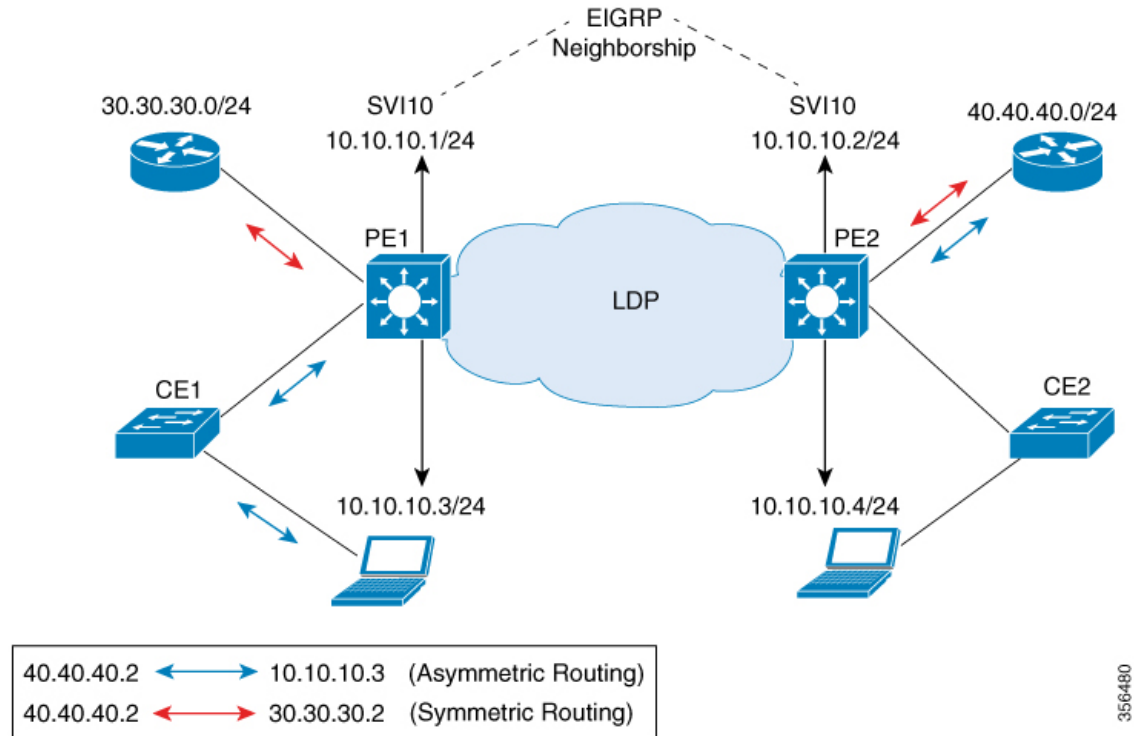 EIGRP
Neighborship
30.30.30.0/24
SVI10
SVI10
40.40.40.0/24
10.10.10.1/24
10.10.10.2/24
PE1
PE2
LDP
CE1
CE2
10.10.10.3/24
10.10.10.4/24
40.40.40.2 10.10.10.3 (Asymmetric Routing)
40.40.40.2 30.30.30.2 (Symmetric Routing)
356480